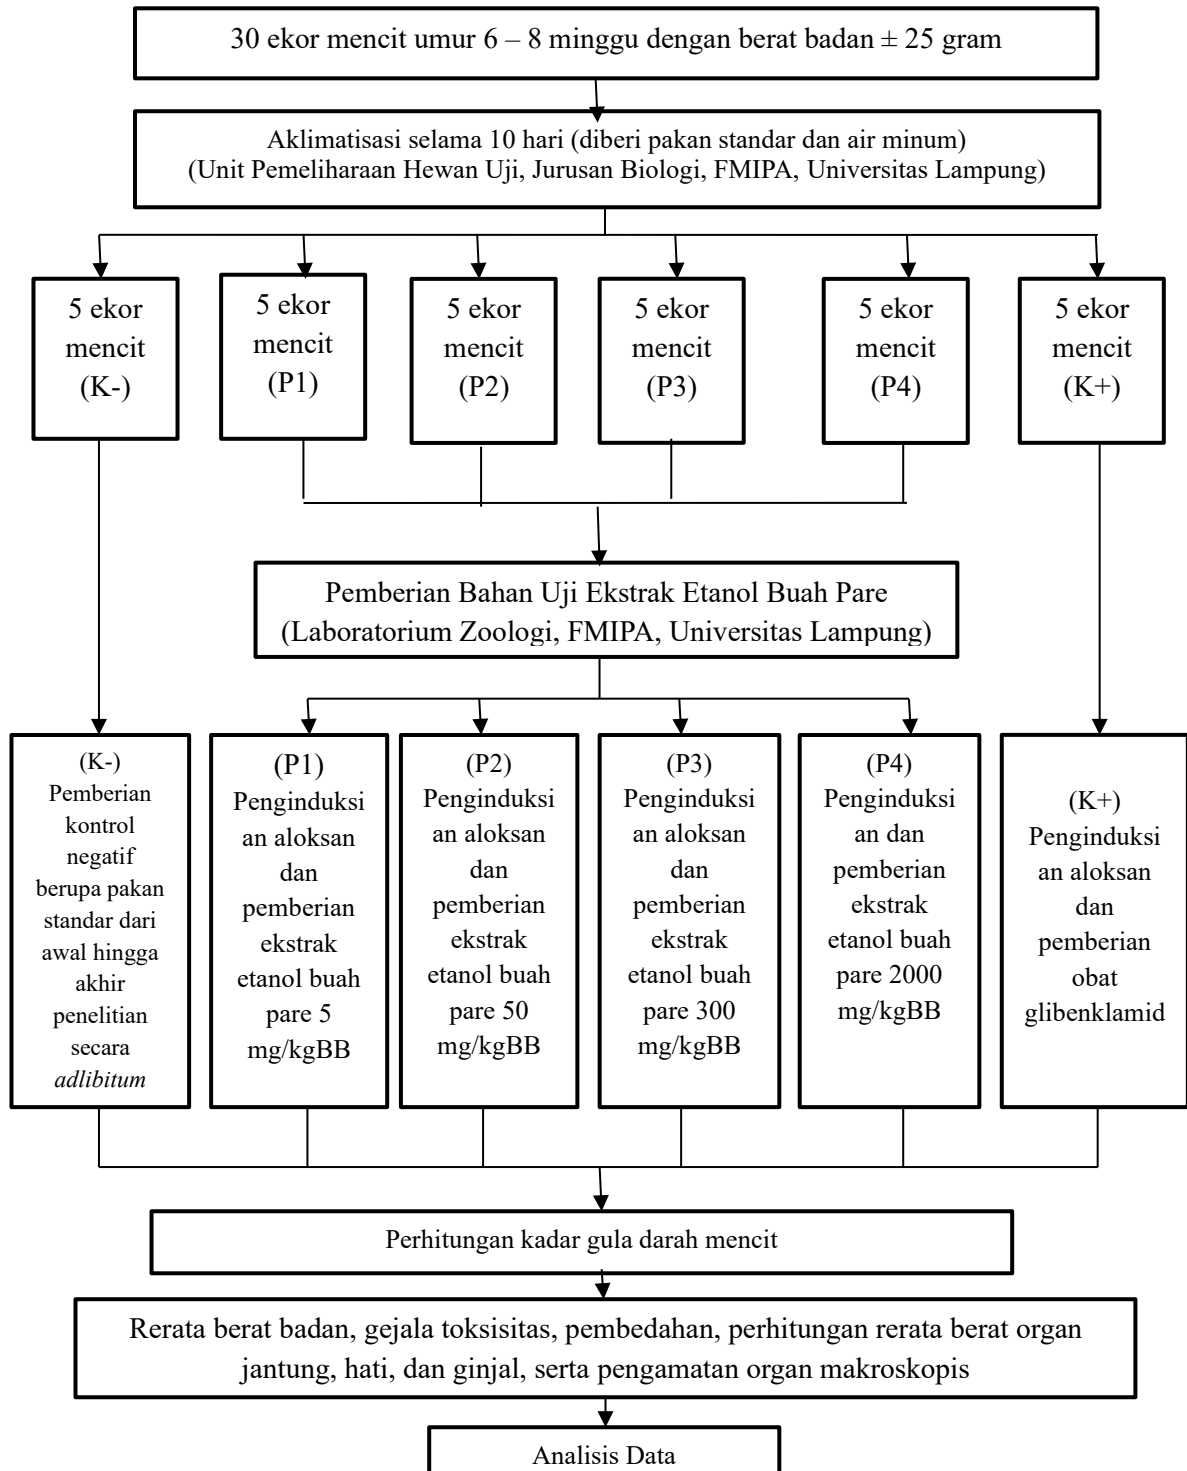 30 ekor mencit umur 6 – 8 minggu dengan berat badan ± 25 gram
Aklimatisasi selama 10 hari (diberi pakan standar dan air minum)
(Unit Pemeliharaan Hewan Uji, Jurusan Biologi, FMIPA, Universitas Lampung)
5 ekor
mencit
(K-)
5 ekor
mencit
(P1)
5 ekor
mencit
(P2)
5 ekor
mencit
(P3)
5 ekor
mencit
(P4)
5 ekor
mencit
(K+)
Pemberian Bahan Uji Ekstrak Etanol Buah Pare
(Laboratorium Zoologi, FMIPA, Universitas Lampung)
(K-)
Pemberian
kontrol
negatif
berupa pakan
standar dari
awal hingga
akhir
penelitian
secara
adlibitum
(P1)
Penginduksi
an aloksan
dan
pemberian
ekstrak
etanol buah
pare 5
mg/kgBB
(P2)
Penginduksi
an aloksan
dan
pemberian
ekstrak
etanol buah
pare 50
mg/kgBB
(P3)
Penginduksi
an aloksan
dan
pemberian
ekstrak
etanol buah
pare 300
mg/kgBB
(P4)
Penginduksi
an dan
pemberian
ekstrak
etanol buah
pare 2000
mg/kgBB
(K+)
Penginduksi
an aloksan
dan
pemberian
obat
glibenklamid
Perhitungan kadar gula darah mencit
Rerata berat badan, gejala toksisitas, pembedahan, perhitungan rerata berat organ
jantung, hati, dan ginjal, serta pengamatan organ makroskopis
Analisis Data